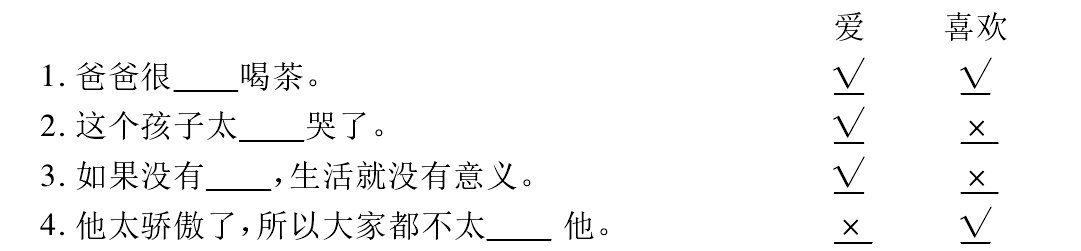 爱 喜欢
1. 爸爸很____喝茶。 √ √
2. 这个孩子太____哭了。 √ ×
3. 如果没有____,生活就没有意义。 √ ×
4. 他太骄傲了,所以大家都不太____ 他。 × √